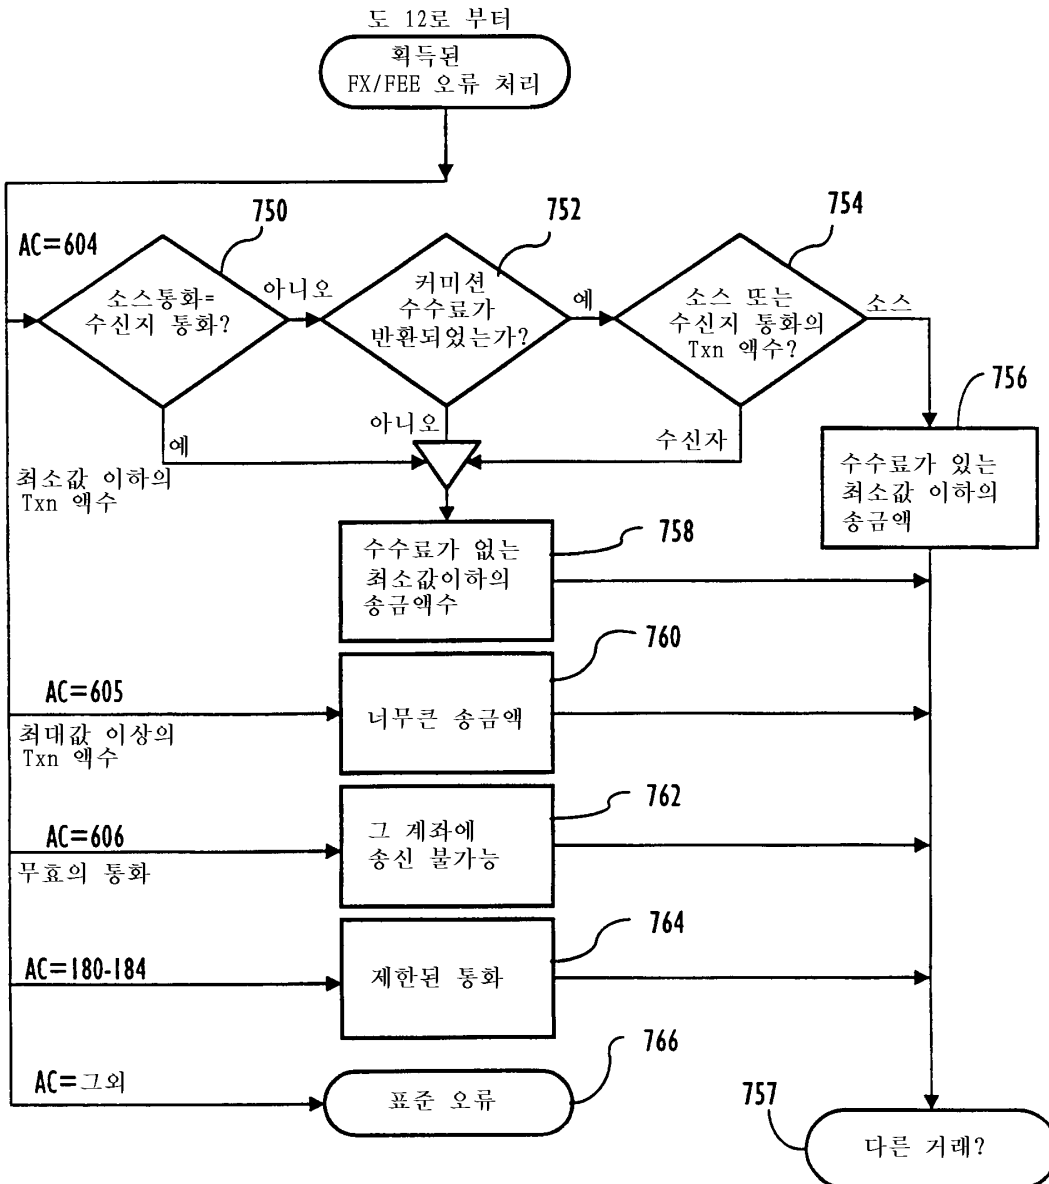 도 12로 부터
획득된
FX/FEE 오류 처리
AC=604
750
752
754
소스통화=
수신지 통화?
아니오
커미션
수수료가
반환되었는가?
예
소스 또는
수신지 통화의
Txn 액수?
소스
756
예
아니오
수신자
최소값 이하의
Txn 액수
수수료가 있는
최소값 이하의
송금액
수수료가 없는
최소값이하의
송금액수
758
760
AC=605
최대값 이상의
Txn 액수
너무큰 송금액
762
AC=606
무효의 통화
그 계좌에
송신 불가능
764
AC=180-184
제한된 통화
766
AC=그외
표준 오류
757
다른 거래?